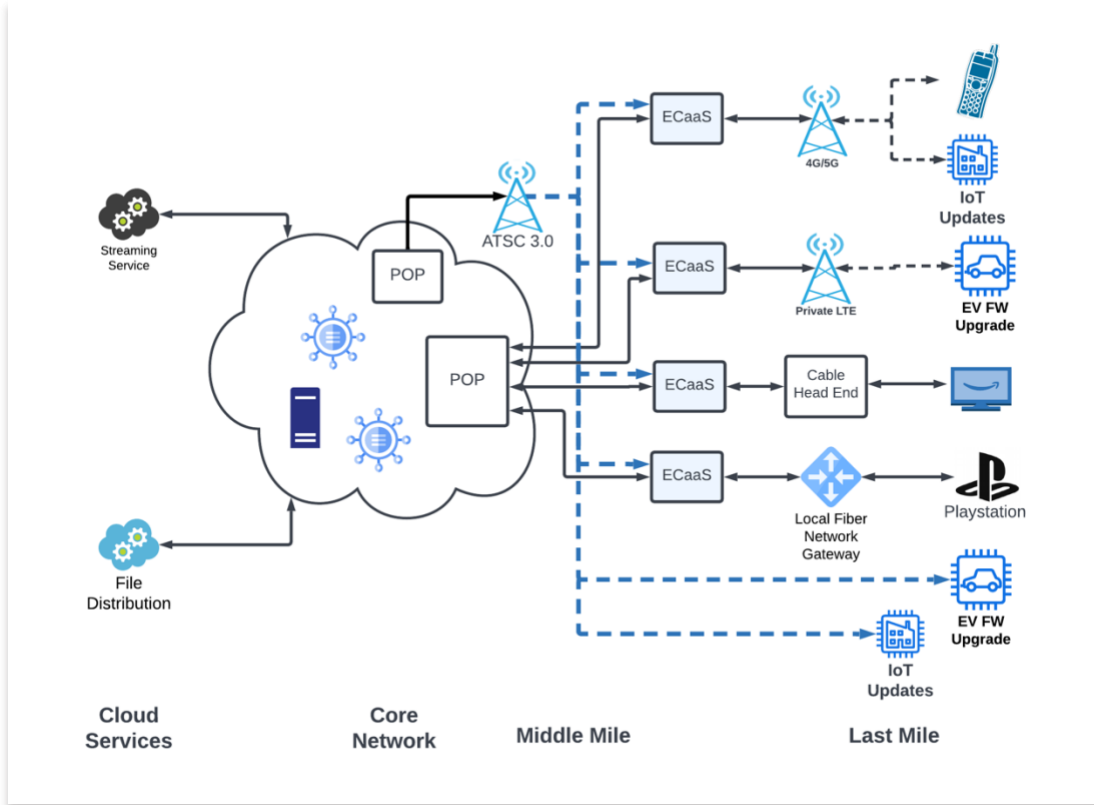 ECaaS
4G/5G
IoT
Updates
Streaming
Service
ATSC 3.0
POP
ECaaS
Private LTE
EV FW
Upgrade
POP
ECaaS
Cable
Head End
ECaaS
Local Fiber
Network
Gateway
Playstation
File
Distribution
EV FW
Upgrade
IoT
Updates
Cloud
Services
Core
Network
Middle Mile
Last Mile